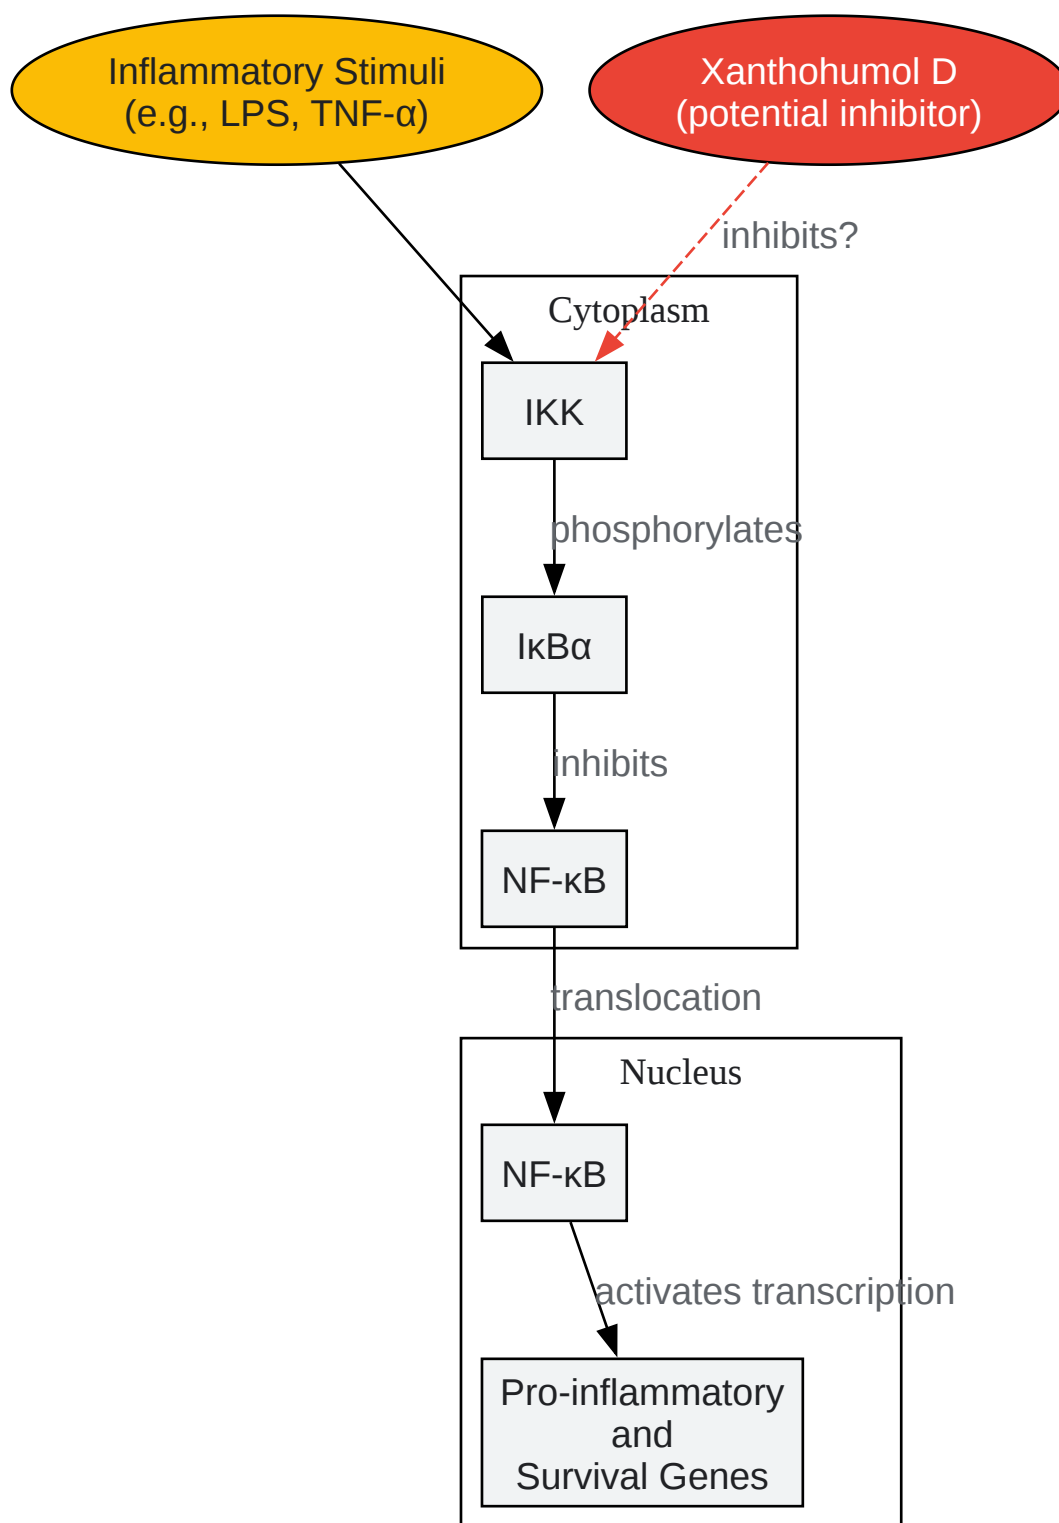 Inflammatory Stimuli
(e.g., LPS, TNF-α)
Xanthohumol D
(potential inhibitor)
inhibits?
Cytoplasm
IKK
phosphorylates
IκBα
inhibits
NF-κB
translocation
Nucleus
NF-κB
activates transcription
Pro-inflammatory
and
Survival Genes